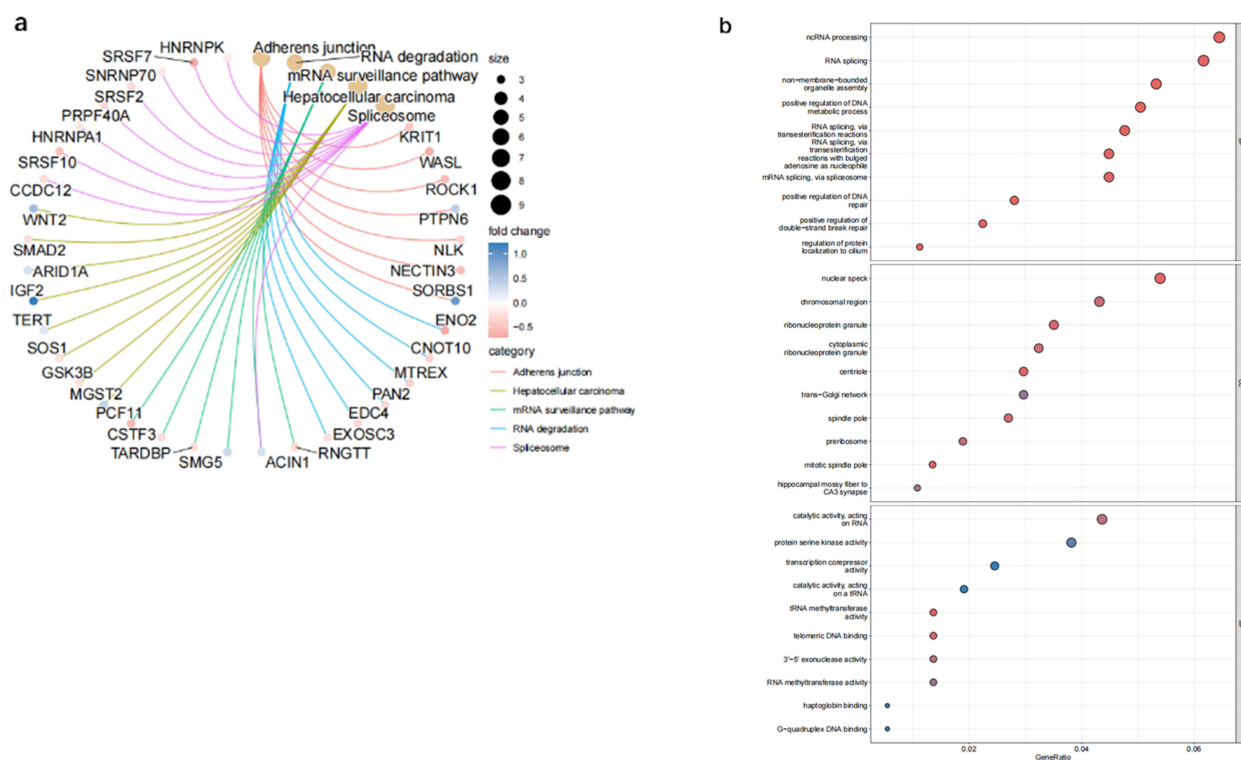 a
SRSF7
HNRNPK
SNRNP70
SRSF2
PRPF40A
HNRNPA1
SRSF10
CCDC12
WNT2
SMAD2
ARID1A
IGF2
TERT
SOS1
GSK3B
MGST2
PCF11
CSTF3
TARDBP
SMG5
ACIN1
RNGTT
EXOSC3
EDC4
PAN2
MTREX
CNOT10
ENO2
SORBS1
NECTIN3
NLK
PTPN6
ROCK1
WASL
KRIT1
Adherens junction
RNA degradation
mRNA surveillance pathway
Hepatocellular carcinoma
Spliceosome
size
3
4
5
6
7
8
9
fold change
1.0
0.5
0.0
−0.5
category
Adherens junction
Hepatocellular carcinoma
mRNA surveillance pathway
RNA degradation
Spliceosome
b
ncRNA processing
RNA splicing
non−membrane−bounded
organelle assembly
positive regulation of DNA
metabolic process
RNA splicing, via
transesterification reactions
RNA splicing, via
transesterification
reactions with bulged
adenosine as nucleophile
mRNA splicing, via spliceosome
positive regulation of DNA
repair
positive regulation of
double−strand break repair
regulation of protein
localization to cilium
nuclear speck
chromosomal region
ribonucleoprotein granule
cytoplasmic
ribonucleoprotein granule
centriole
trans−Golgi network
spindle pole
preribosome
mitotic spindle pole
hippocampal mossy fiber to
CA3 synapse
catalytic activity, acting
on RNA
protein serine kinase activity
transcription corepressor
activity
catalytic activity, acting
on a tRNA
tRNA methyltransferase
activity
telomeric DNA binding
3'−5' exonuclease activity
RNA methyltransferase activity
haptoglobin binding
G−quadruplex DNA binding
0.02
0.04
0.06
GeneRatio